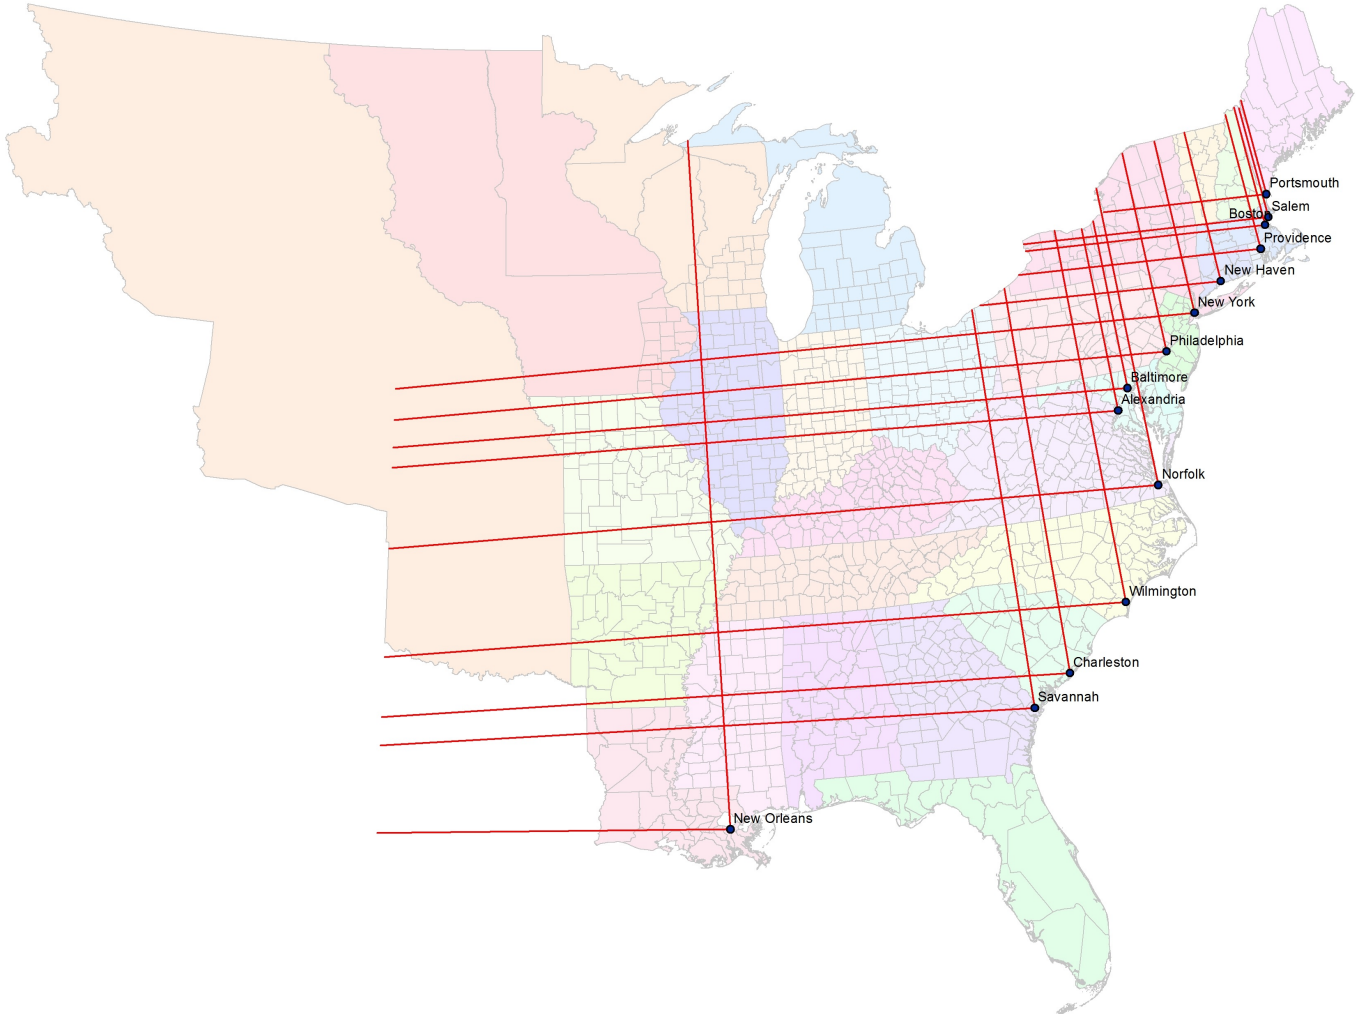 Portsmouth
Salem
Boston
Providence
New Haven
New York
Philadelphia
Baltimore
Alexandria
Norfolk
Wilmington
Charleston
Savannah
New Orleans